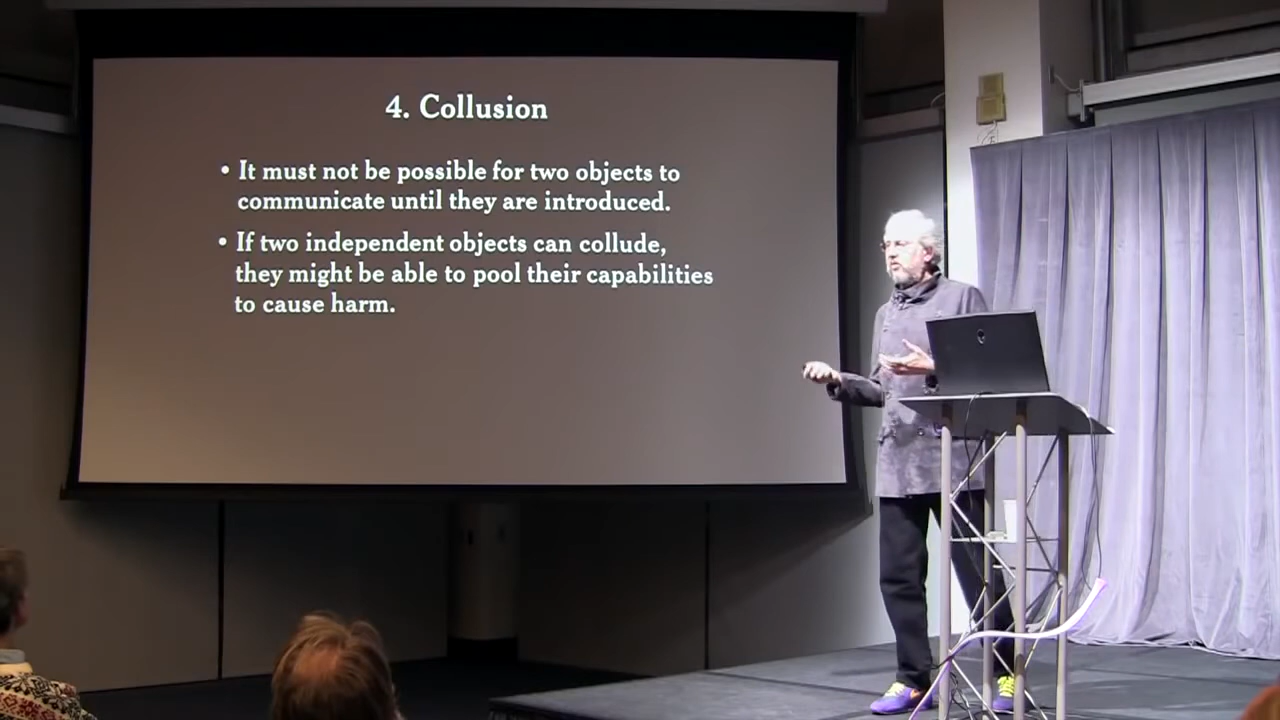 4. Collusion
• It must not be possible for two objects to
communicate until they are introduced.
• If two independent objects can collude,
they might be able to pool their capabilities
to cause harm.